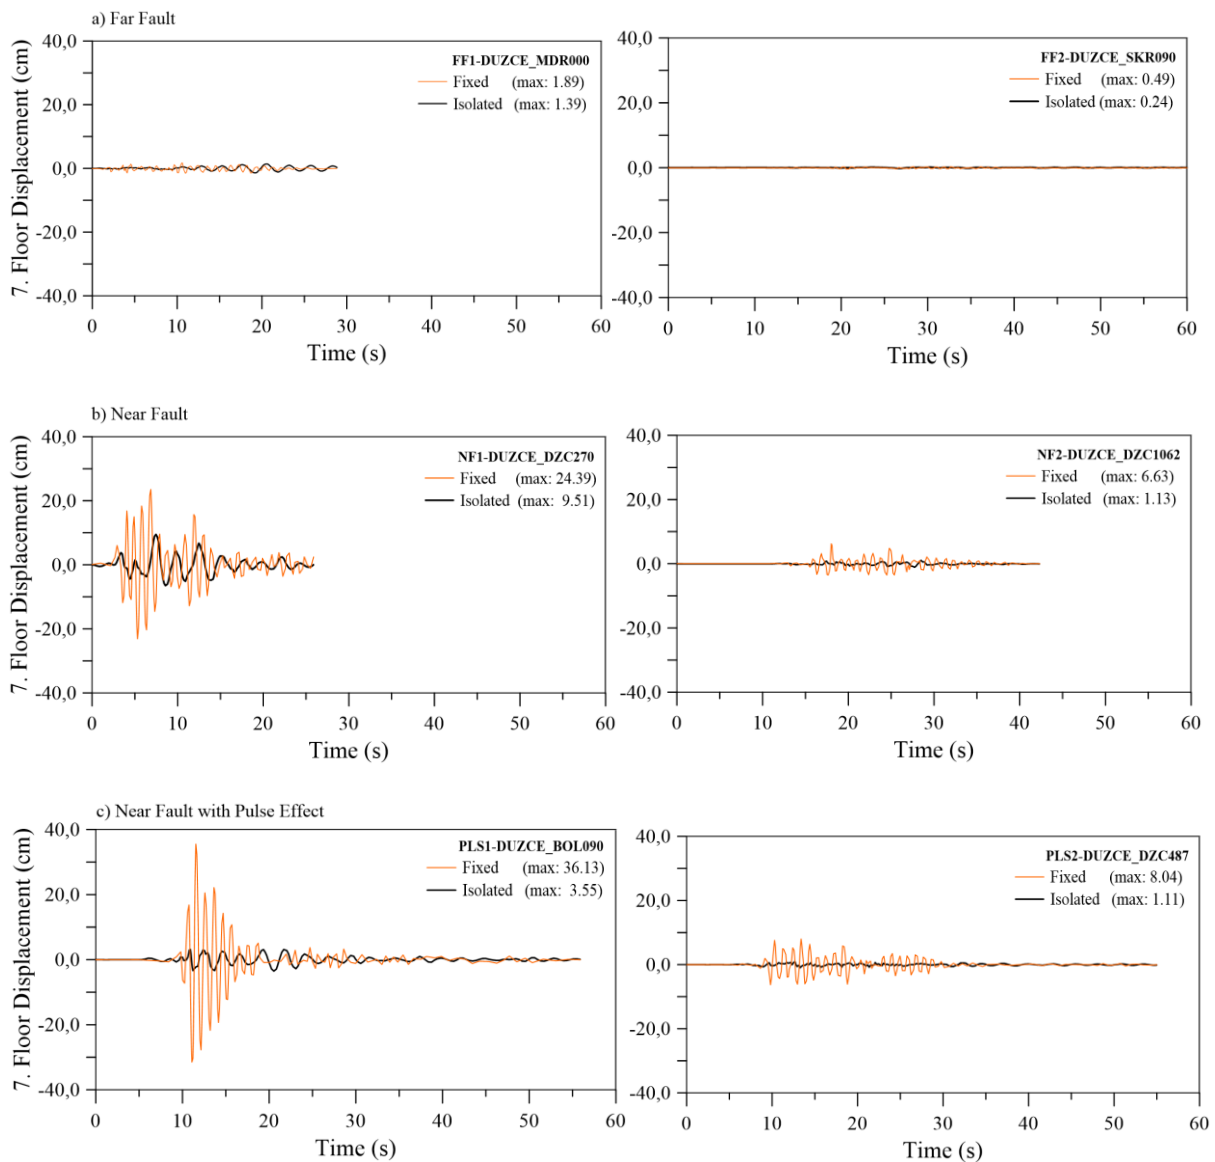 a) Far Fault
7. Floor Displacement (cm)
40,0
20,0
0,0
-20,0
-40,0
FF1-DUZCE_MDR000
Fixed (max: 1.89)
Isolated (max: 1.39)
0 10 20 30 40 50 60
Time (s)
40,0
20,0
0,0
-20,0
-40,0
FF2-DUZCE_SKR090
Fixed (max: 0.49)
Isolated (max: 0.24)
0 10 20 30 40 50 60
Time (s)
b) Near Fault
7. Floor Displacement (cm)
40,0
20,0
0,0
-20,0
-40,0
NF1-DUZCE_DZC270
Fixed (max: 24.39)
Isolated (max: 9.51)
0 10 20 30 40 50 60
Time (s)
40,0
20,0
0,0
-20,0
-40,0
NF2-DUZCE_DZC1062
Fixed (max: 6.63)
Isolated (max: 1.13)
0 10 20 30 40 50 60
Time (s)
c) Near Fault with Pulse Effect
7. Floor Displacement (cm)
40,0
20,0
0,0
-20,0
-40,0
PLS1-DUZCE_BOL090
Fixed (max: 36.13)
Isolated (max: 3.55)
0 10 20 30 40 50 60
Time (s)
40,0
20,0
0,0
-20,0
-40,0
PLS2-DUZCE_DZC487
Fixed (max: 8.04)
Isolated (max: 1.11)
0 10 20 30 40 50 60
Time (s)